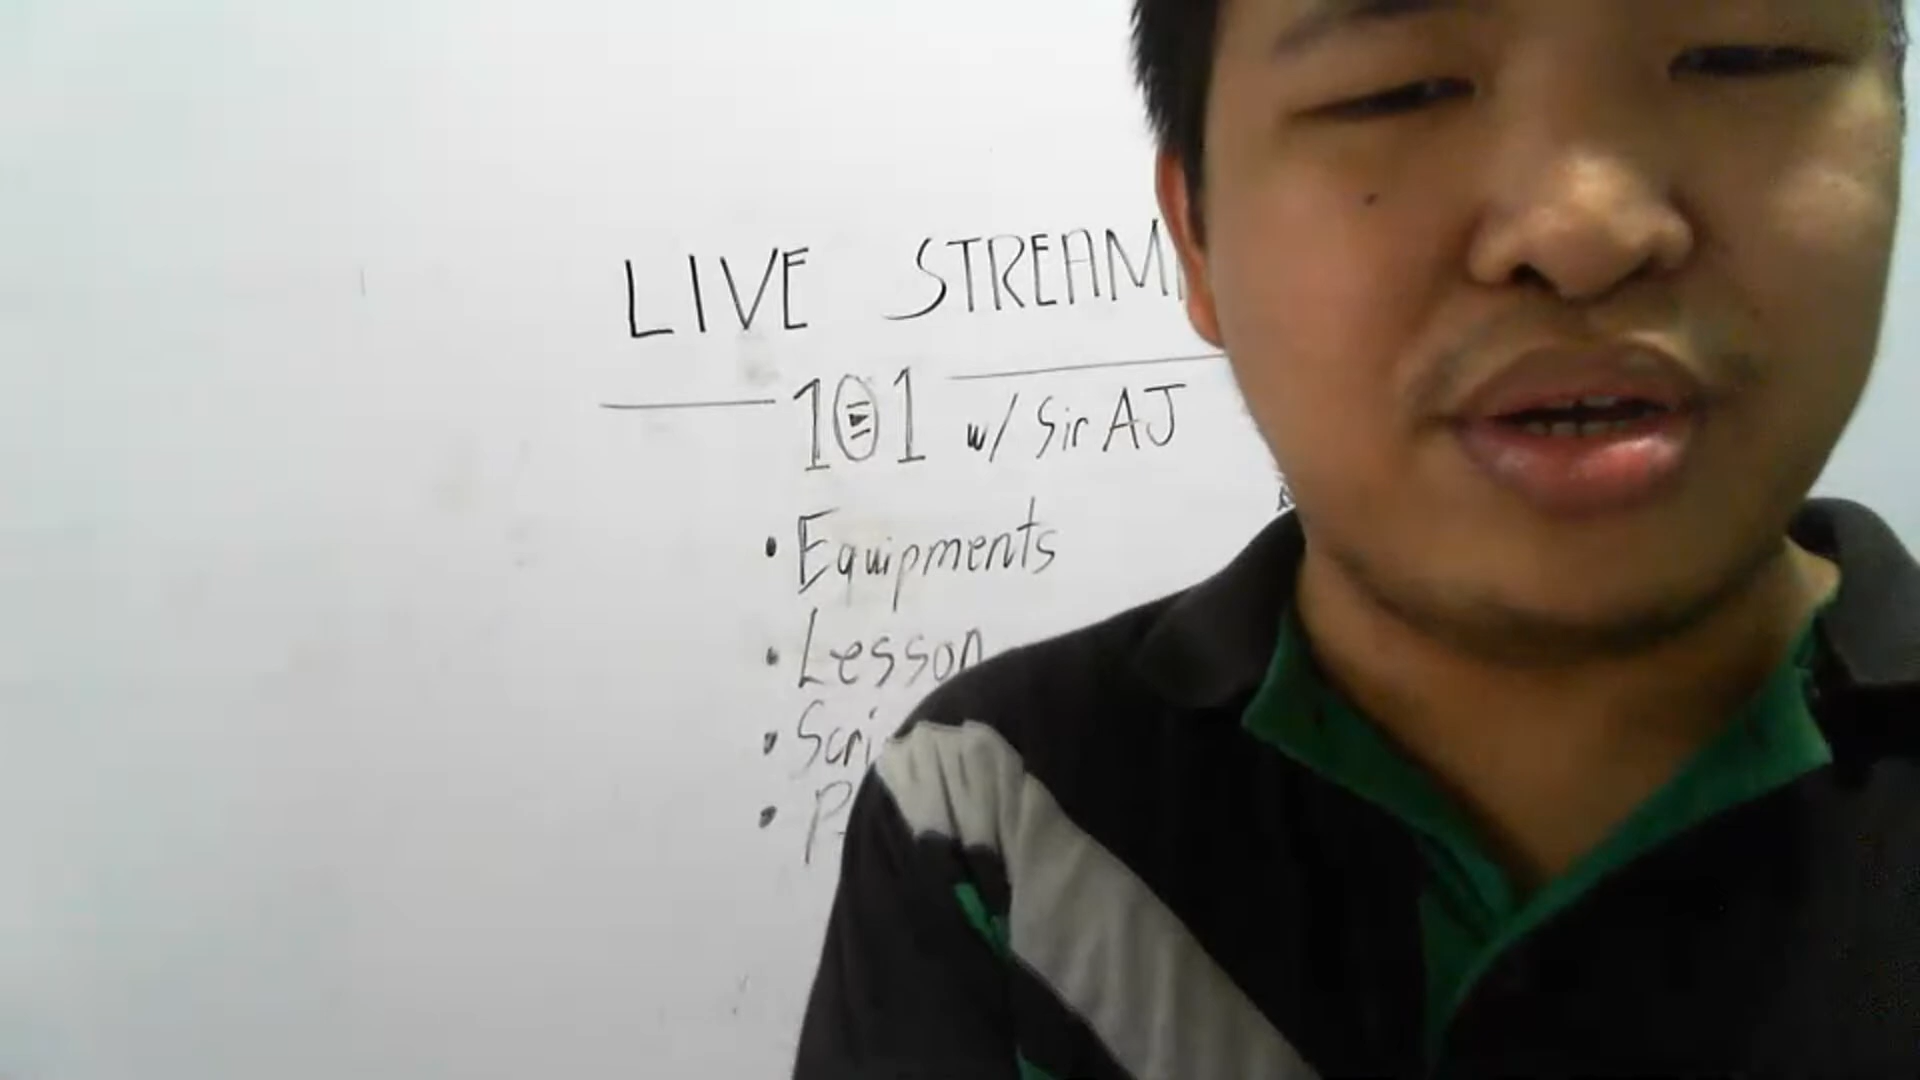 LIVE STREAM
101 w/ Sir AJ
• Equipments
• Lesson